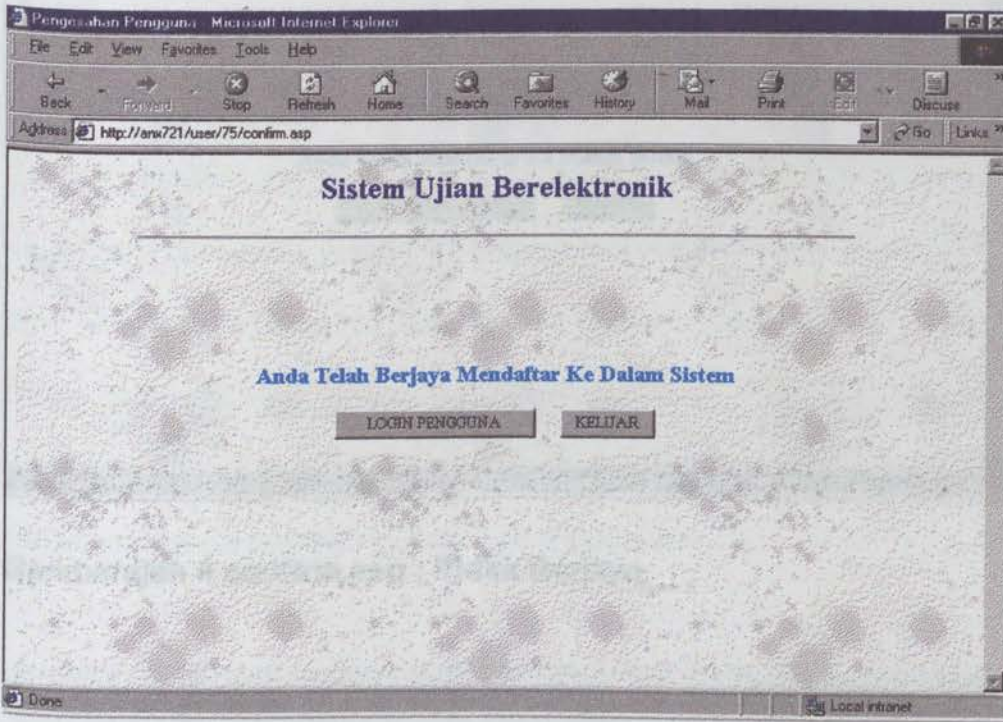 Pengesahan Pengguna - Microsoft Internet Explorer
File Edit View Favorites Tools Help
Back Forward Stop Refresh Home Search Favorites History Mail Print Edit Discuss
Address http://anx721/user/75/confirm.asp Go Links
Sistem Ujian Berelektronik
Anda Telah Berjaya Mendaftar Ke Dalam Sistem
LOGIN PENGGUNA KELUAR
Done Local intranet